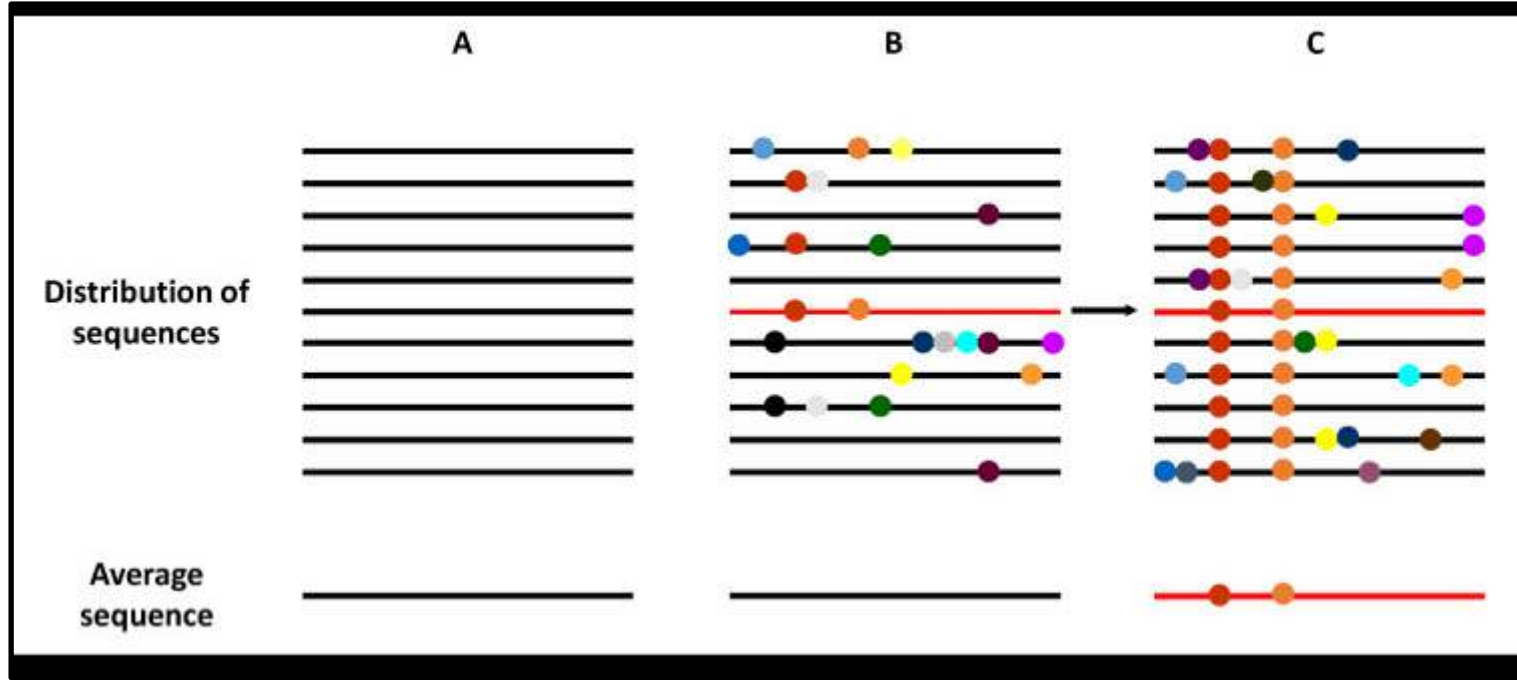 A B C
Distribution of
sequences
Average
sequence